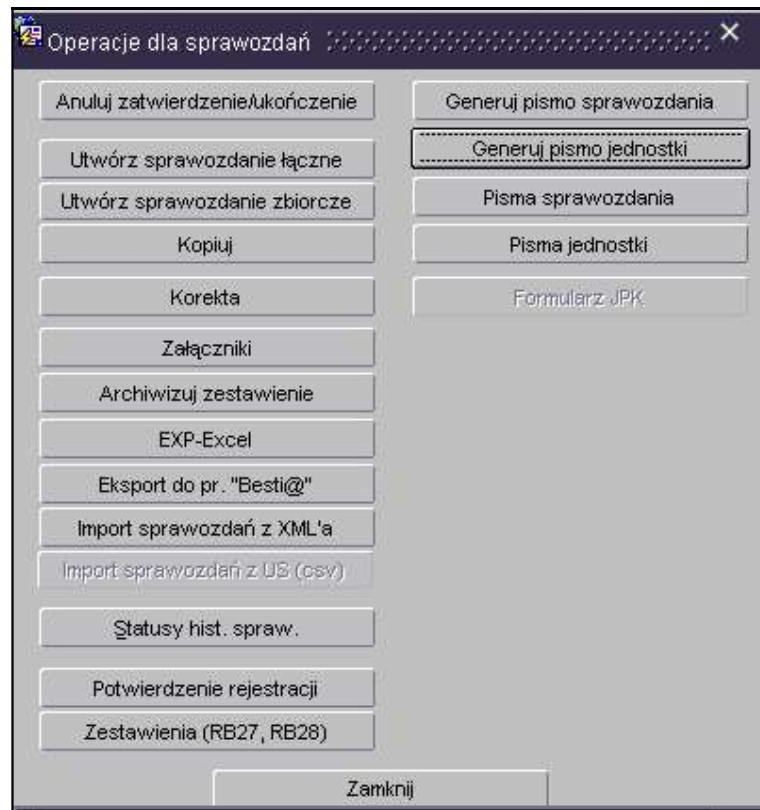 Operacje dla sprawozdań
Anuluj zatwierdzenie/ukończenie
Utwórz sprawozdanie łączne
Utwórz sprawozdanie zbiorcze
Kopiuj
Korekta
Załączniki
Archiwizuj zestawienie
EXP-Excel
Eksport do pr. "Besti@"
Import sprawozdań z XML'a
Import sprawozdań z US (csv)
Statusy hist. spraw.
Potwierdzenie rejestracji
Zestawienia (RB27, RB28)
Generuj pismo sprawozdania
Generuj pismo jednostki
Pisma sprawozdania
Pisma jednostki
Formularz JPK
Zamknij